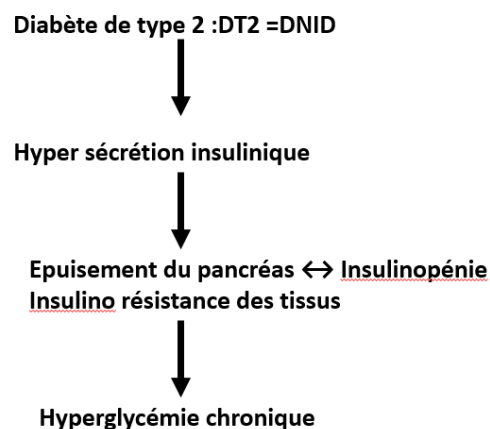 Diabète de type 2 :DT2 =DNID
Hyper sécrétion insulinique
Epuisement du pancréas ↔ Insulinopénie
Insulino résistance des tissus
Hyperglycémie chronique